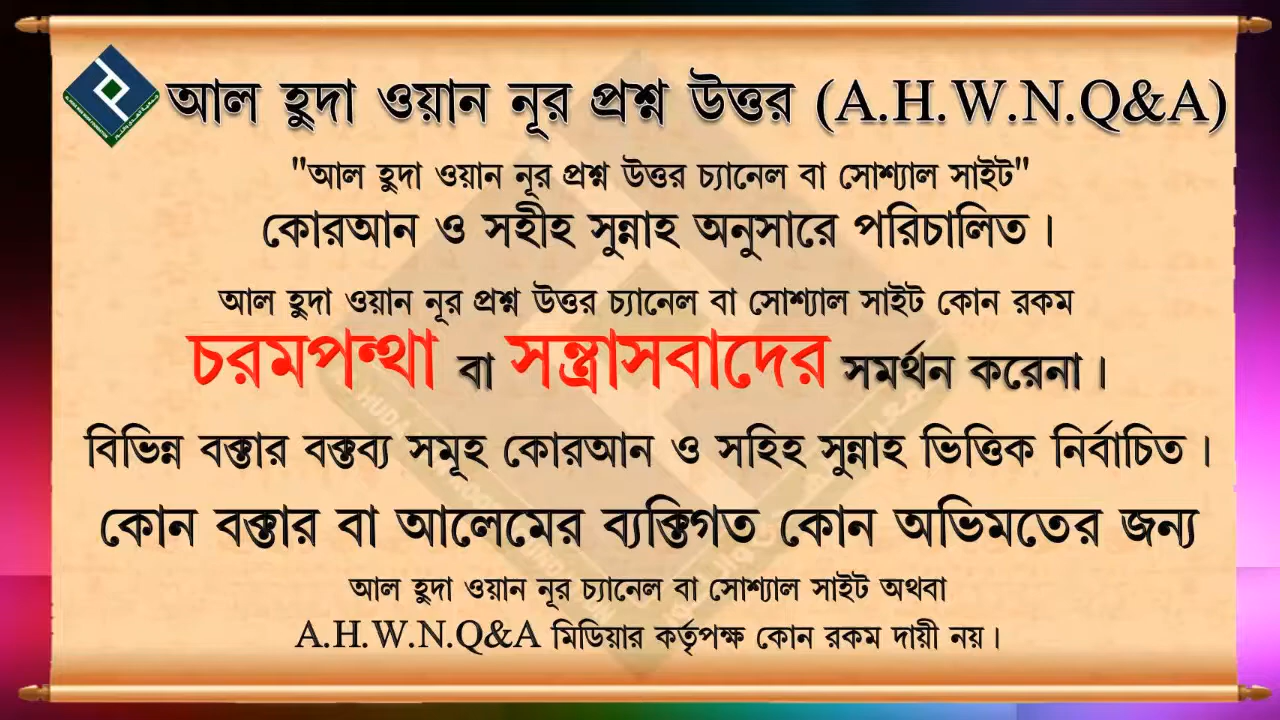 আল হুদা ওয়ান নূর প্রশ্ন উত্তর (A.H.W.N.Q&A)
"আল হুদা ওয়ান নূর প্রশ্ন উত্তর চ্যানেল বা সোশ্যাল সাইট"
কোরআন ও সহীহ সুন্নাহ অনুসারে পরিচালিত।
আল হুদা ওয়ান নূর প্রশ্ন উত্তর চ্যানেল বা সোশ্যাল সাইট কোন রকম
চরমপন্থা বা সন্ত্রাসবাদের সমর্থন করেনা।
বিভিন্ন বক্তার বক্তব্য সমূহ কোরআন ও সহিহ সুন্নাহ ভিত্তিক নির্বাচিত।
কোন বক্তার বা আলেমের ব্যক্তিগত কোন অভিমতের জন্য
আল হুদা ওয়ান নূর চ্যানেল বা সোশ্যাল সাইট অথবা
A.H.W.N.Q&A মিডিয়ার কর্তৃপক্ষ কোন রকম দায়ী নয়।